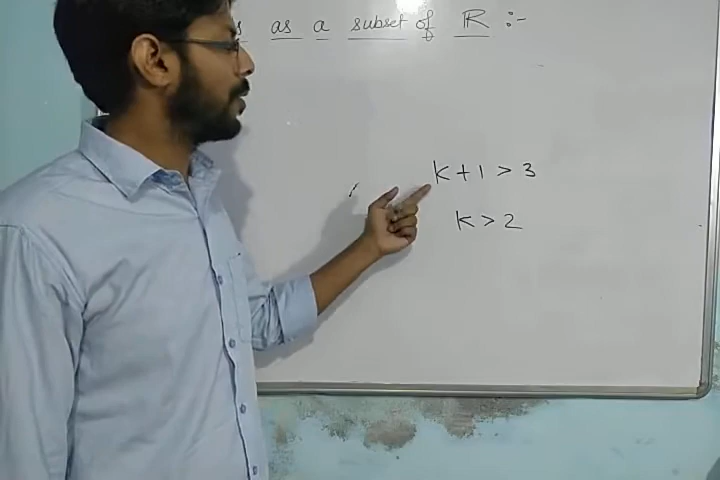 as a subset of R :-
k + 1 > 3
k > 2